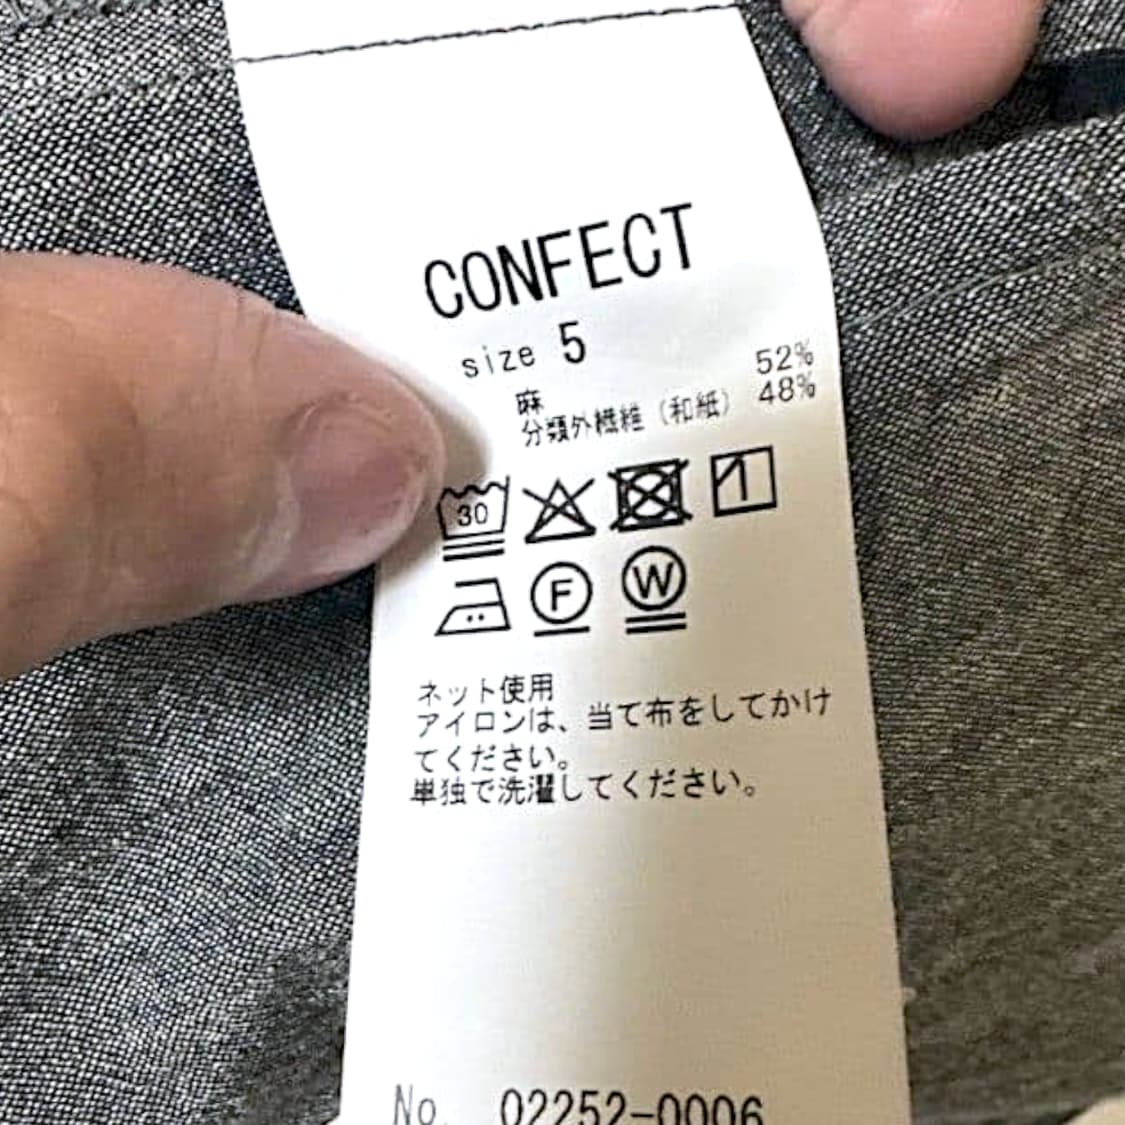 CONFECT
size 5
麻 52%
分類外繊維（和紙） 48%
30
F W
ネット使用
アイロンは、当て布をしてかけ
てください。
単独で洗濯してください。
No. 02252-0006